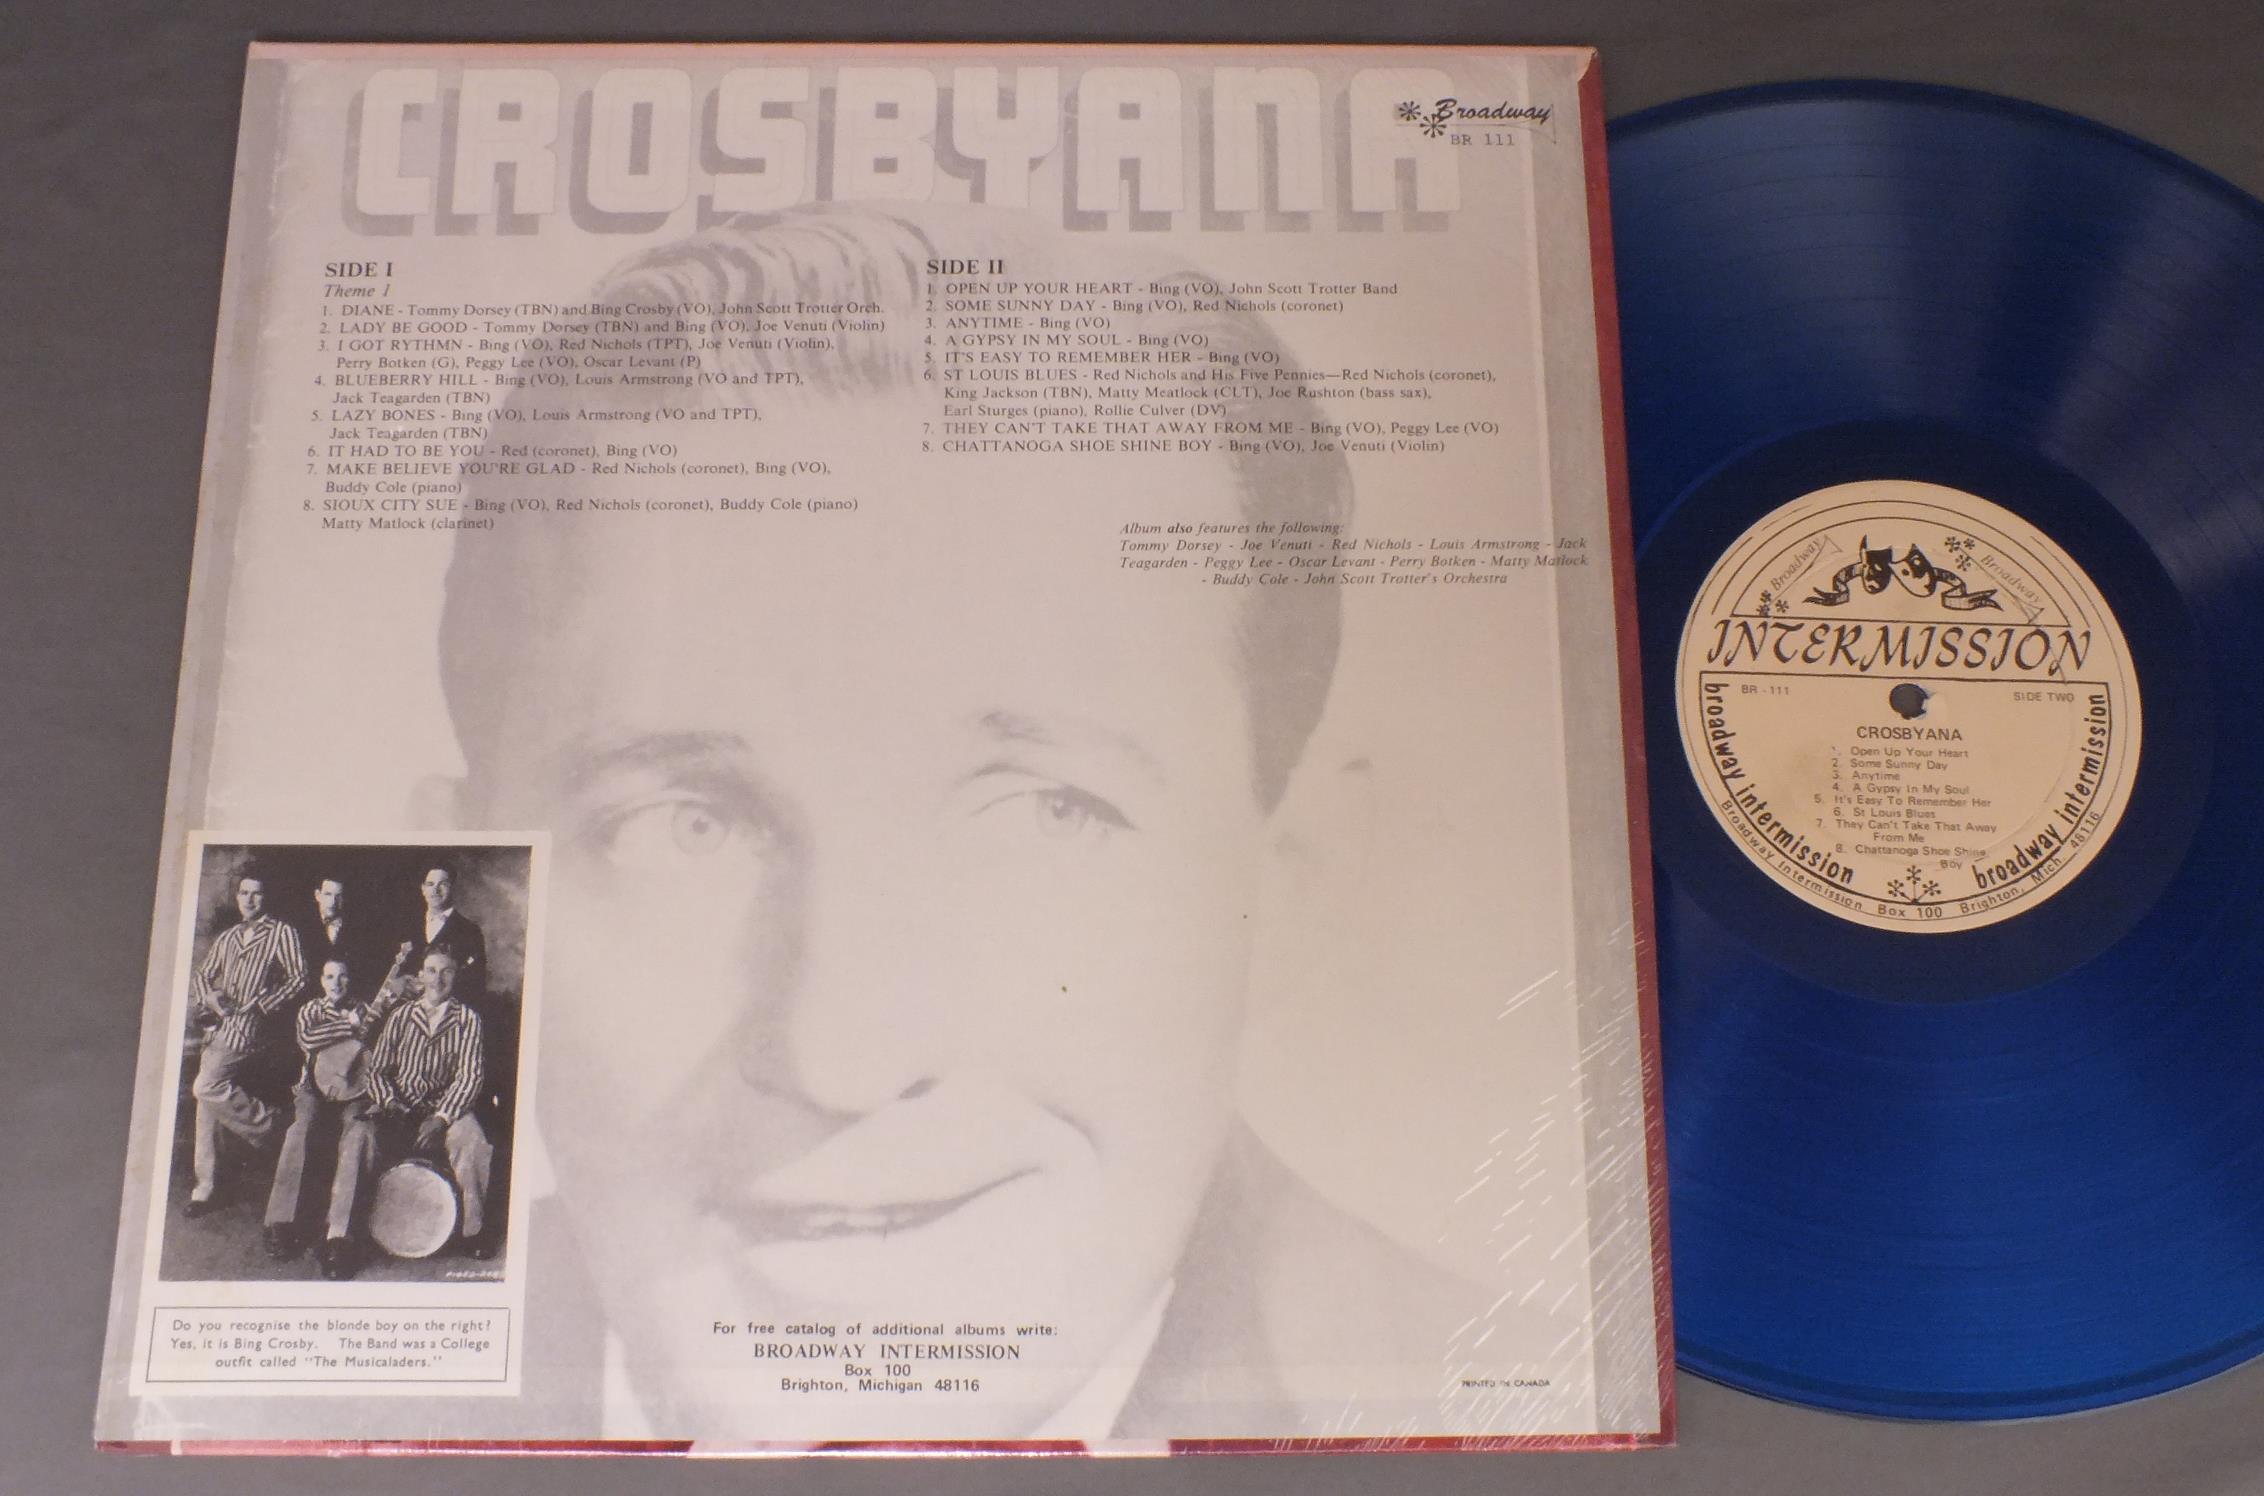 CROSBYANA
Broadway
BR 111
SIDE I
Theme 1
1. DIANE - Tommy Dorsey (TBN) and Bing Crosby (VO), John Scott Trotter Orch.
2. LADY BE GOOD - Tommy Dorsey (TBN) and Bing (VO), Joe Venuti (Violin)
3. I GOT RYTHMN - Bing (VO), Red Nichols (TPT), Joe Venuti (Violin),
Perry Botken (G), Peggy Lee (VO), Oscar Levant (P)
4. BLUEBERRY HILL - Bing (VO), Louis Armstrong (VO and TPT),
Jack Teagarden (TBN)
5. LAZY BONES - Bing (VO), Louis Armstrong (VO and TPT),
Jack Teagarden (TBN)
6. IT HAD TO BE YOU - Red (coronet), Bing (VO)
7. MAKE BELIEVE YOU'RE GLAD - Red Nichols (coronet), Bing (VO),
Buddy Cole (piano)
8. SIOUX CITY SUE - Bing (VO), Red Nichols (coronet), Buddy Cole (piano)
Matty Matlock (clarinet)
SIDE II
1. OPEN UP YOUR HEART - Bing (VO), John Scott Trotter Band
2. SOME SUNNY DAY - Bing (VO), Red Nichols (coronet)
3. ANYTIME - Bing (VO)
4. A GYPSY IN MY SOUL - Bing (VO)
5. IT'S EASY TO REMEMBER HER - Bing (VO)
6. ST LOUIS BLUES - Red Nichols and His Five Pennies—Red Nichols (coronet),
King Jackson (TBN), Matty Meatlock (CLT), Joe Rushton (bass sax),
Earl Sturges (piano), Rollie Culver (DV)
7. THEY CAN'T TAKE THAT AWAY FROM ME - Bing (VO), Peggy Lee (VO)
8. CHATTANOGA SHOE SHINE BOY - Bing (VO), Joe Venuti (Violin)
Album also features the following:
Tommy Dorsey - Joe Venuti - Red Nichols - Louis Armstrong - Jack
Teagarden - Peggy Lee - Oscar Levant - Perry Botken - Matty Matlock
- Buddy Cole - John Scott Trotter's Orchestra
Do you recognise the blonde boy on the right?
Yes, it is Bing Crosby. The Band was a College
outfit called "The Musicaladers."
For free catalog of additional albums write:
BROADWAY INTERMISSION
Box 100
Brighton, Michigan 48116
PRINTED IN CANADA
Broadway
Broadway
INTERMISSION
BR - 111
SIDE TWO
CROSBYANA
1. Open Up Your Heart
2. Some Sunny Day
3. Anytime
4. A Gypsy In My Soul
5. It's Easy To Remember Her
6. St Louis Blues
7. They Can't Take That Away
From Me
8. Chattanoga Shoe Shine
Boy
broadway intermission
broadway intermission
Broadway Intermission Box 100 Brighton, Mich. 48116